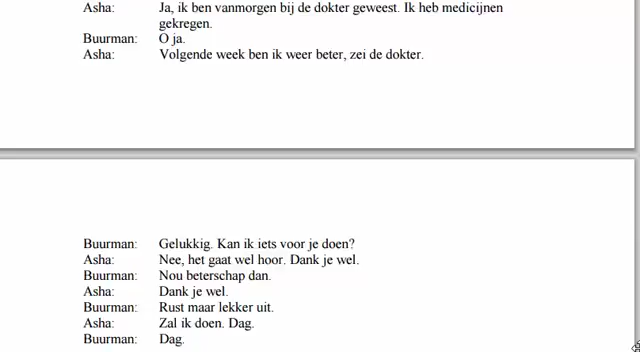 Asha: Ja, ik ben vanmorgen bij de dokter geweest. Ik heb medicijnen
gekregen.
Buurman: O ja.
Asha: Volgende week ben ik weer beter, zei de dokter.
Buurman: Gelukkig. Kan ik iets voor je doen?
Asha: Nee, het gaat wel hoor. Dank je wel.
Buurman: Nou beterschap dan.
Asha: Dank je wel.
Buurman: Rust maar lekker uit.
Asha: Zal ik doen. Dag.
Buurman: Dag.